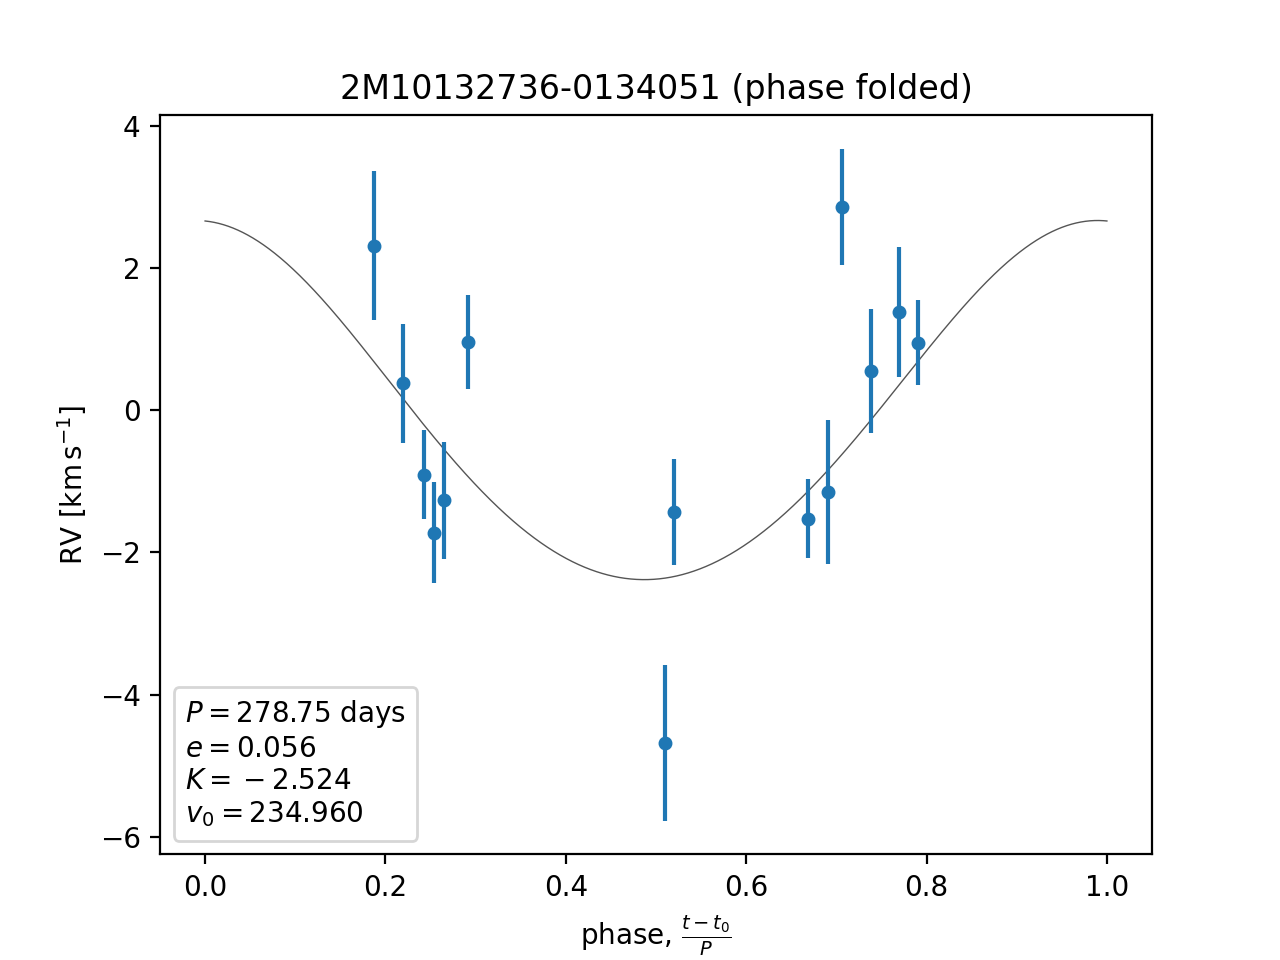 2M10132736-0134051 (phase folded)
4
2
0
−2
−4
−6
RV [km s⁻¹]
P = 278.75 days
e = 0.056
K = −2.524
v₀ = 234.960
0.0 0.2 0.4 0.6 0.8 1.0
phase, (t − t₀)/P